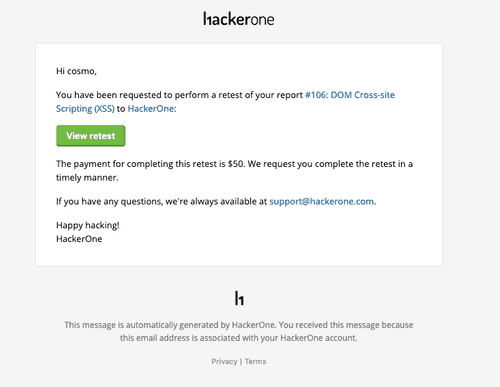 hackerone
Hi cosmo,
You have been requested to perform a retest of your report #106: DOM Cross-site
Scripting (XSS) to HackerOne:
View retest
The payment for completing this retest is $50. We request you complete the retest in a
timely manner.
If you have any questions, we're always available at support@hackerone.com.
Happy hacking!
HackerOne
h1
This message is automatically generated by HackerOne. You received this message because
this email address is associated with your HackerOne account.
Privacy | Terms